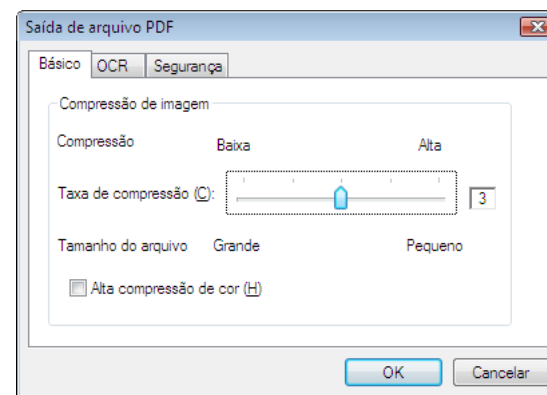 Saída de arquivo PDF
Básico OCR Segurança
Compressão de imagem
Compressão Baixa Alta
Taxa de compressão (C): 3
Tamanho do arquivo Grande Pequeno
Alta compressão de cor (H)
OK Cancelar